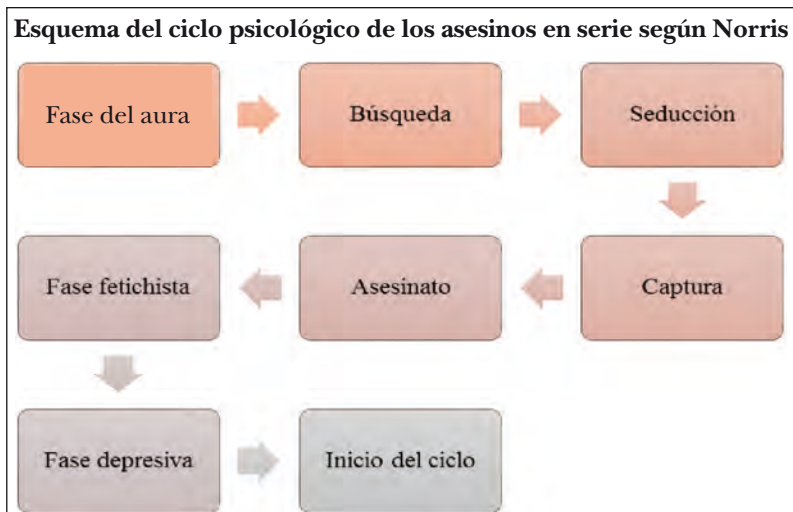 Esquema del ciclo psicológico de los asesinos en serie según Norris
Fase del aura
Búsqueda
Seducción
Captura
Asesinato
Fase fetichista
Fase depresiva
Inicio del ciclo